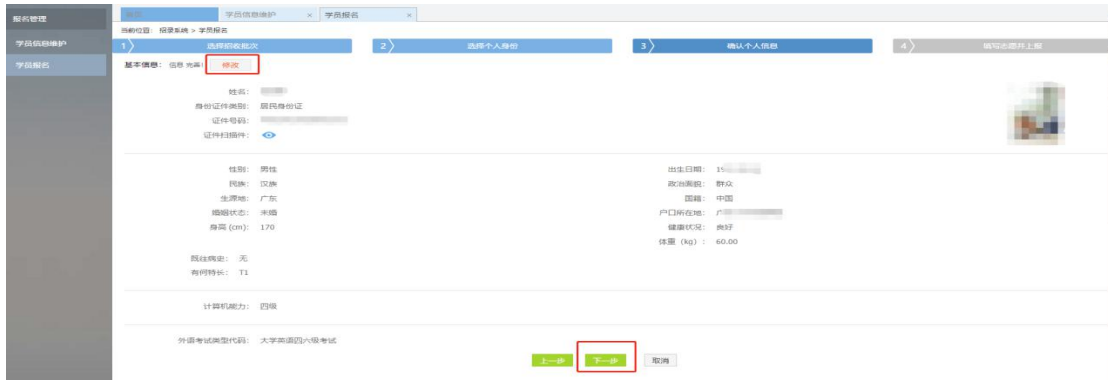 报名管理
学员信息维护
学员报名
首页
学员信息维护 ×
学员报名 ×
当前位置: 招录系统 > 学员报名
1 选择招收批次
2 选择个人身份
3 确认个人信息
4 填写志愿并上报
基本信息: 信息 完善! 修改
姓名:
身份证件类别: 居民身份证
证件号码:
证件扫描件:
性别: 男性
出生日期: 19
民族: 汉族
政治面貌: 群众
生源地: 广东
国籍: 中国
婚姻状态: 未婚
户口所在地:
身高 (cm): 170
健康状况: 良好
体重 (kg) : 60.00
既往病史: 无
有何特长: T1
计算机能力: 四级
外语考试类型代码: 大学英语四六级考试
上一步 下一步 取消